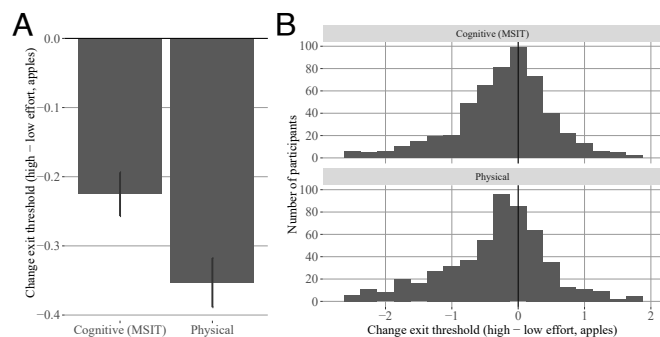 A
Change exit threshold
(high − low effort, apples)
0.0
−0.1
−0.2
−0.3
−0.4
Cognitive (MSIT)
Physical
B
Number of participants
Cognitive (MSIT)
100
80
60
40
20
0
Physical
100
80
60
40
20
0
−2
−1
0
1
2
Change exit threshold (high − low effort, apples)